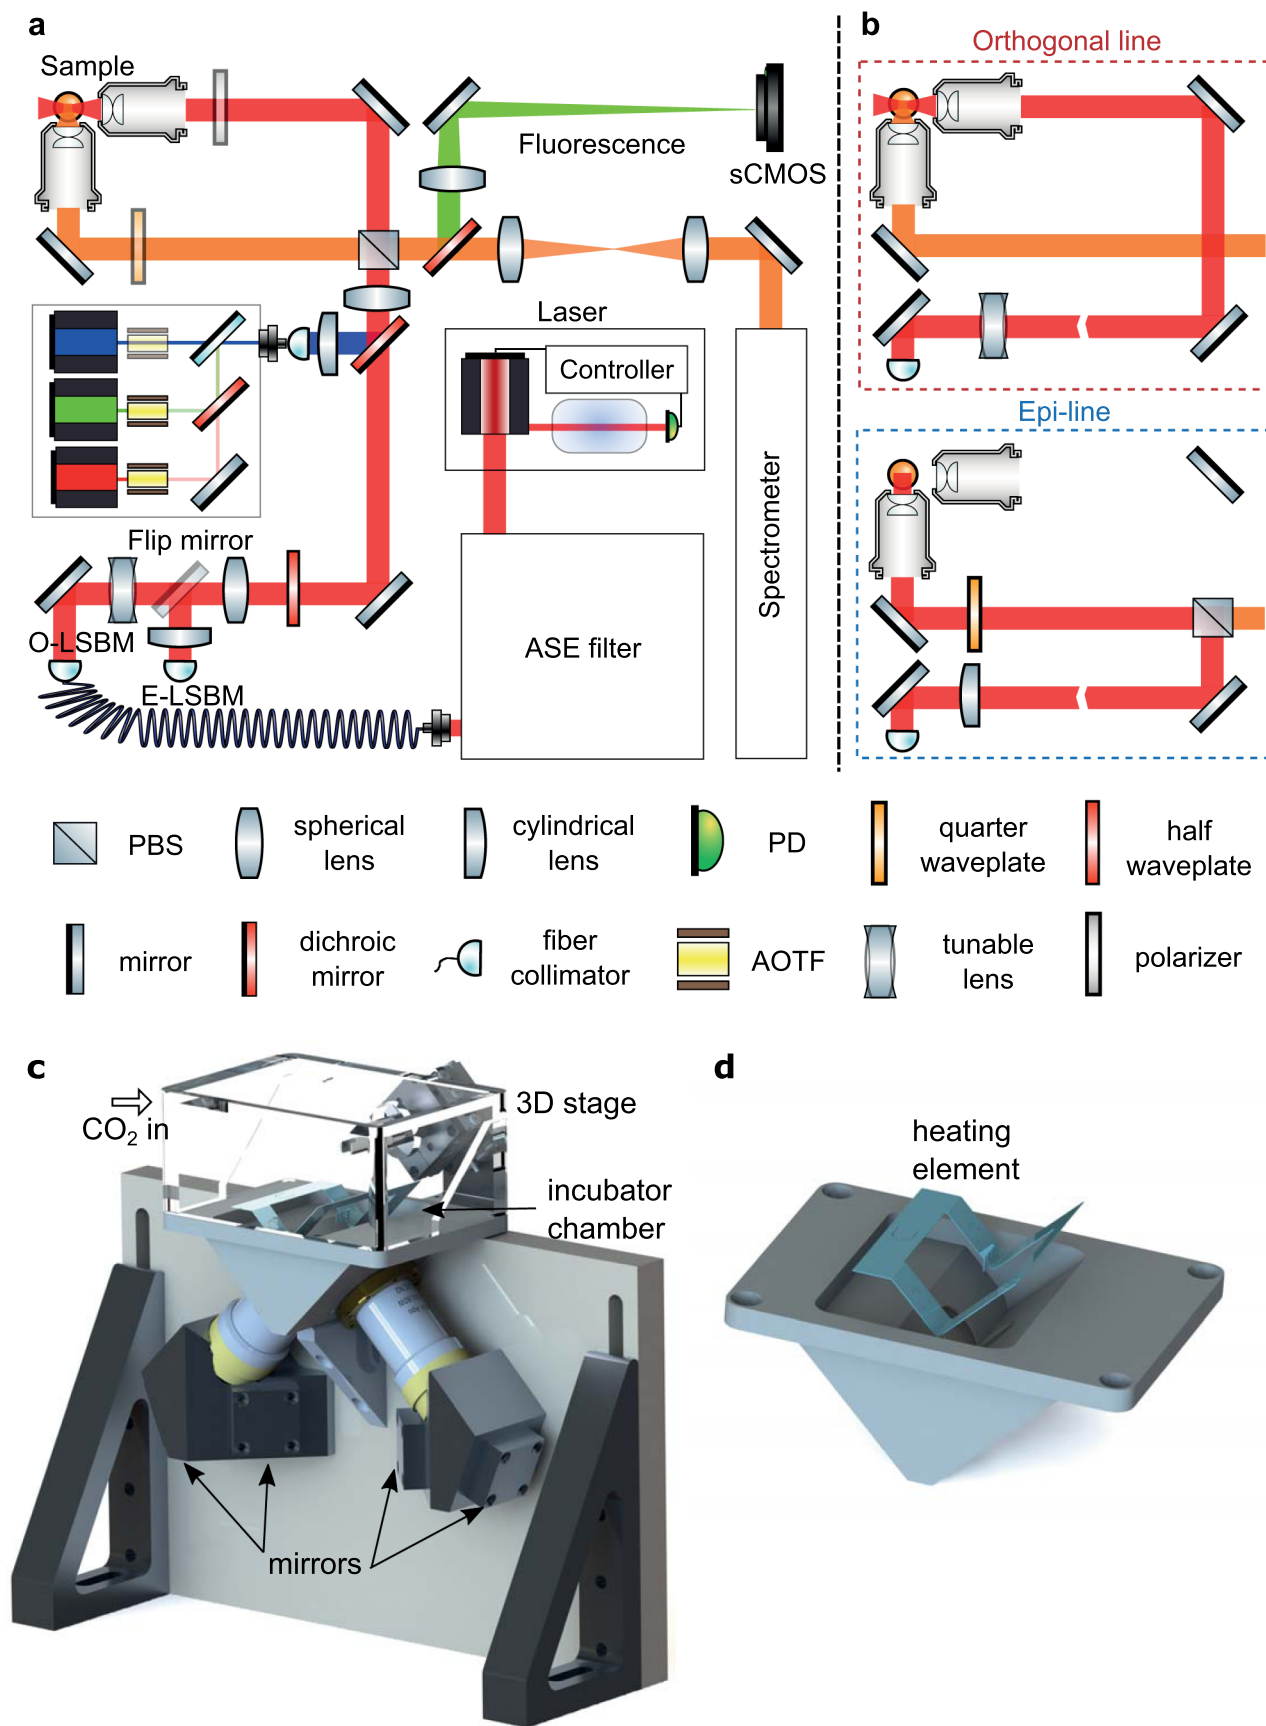 a
Sample
Fluorescence
sCMOS
Laser
Controller
Flip mirror
O-LSBM
E-LSBM
ASE filter
Spectrometer
b
Orthogonal line
Epi-line
PBS
spherical
lens
cylindrical
lens
PD
quarter
waveplate
half
waveplate
mirror
dichroic
mirror
fiber
collimator
AOTF
tunable
lens
polarizer
c
CO₂ in
3D stage
incubator
chamber
mirrors
d
heating
element